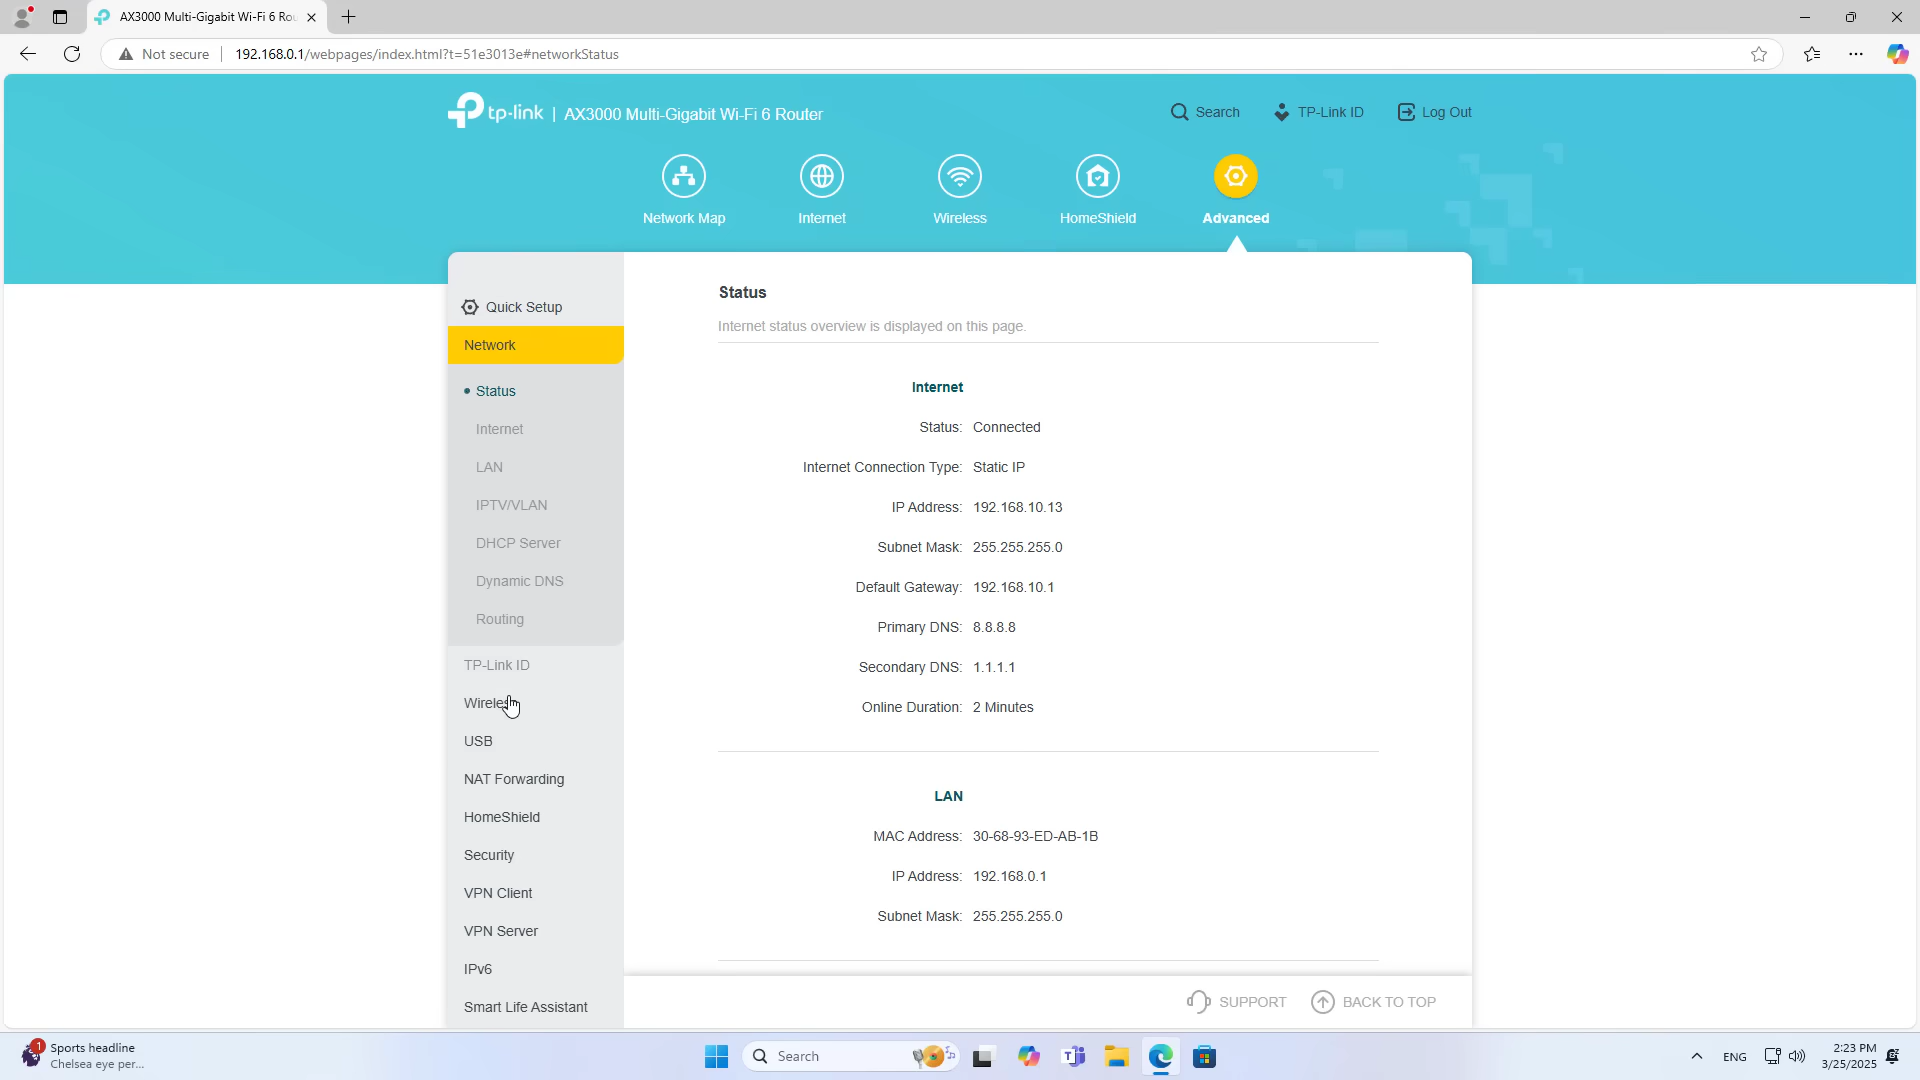 AX3000 Multi-Gigabit Wi-Fi 6 Rou
Not secure
192.168.0.1/webpages/index.html?t=51e3013e#networkStatus
tp-link | AX3000 Multi-Gigabit Wi-Fi 6 Router
Search
TP-Link ID
Log Out
Network Map
Internet
Wireless
HomeShield
Advanced
Quick Setup
Network
Status
Internet
LAN
IPTV/VLAN
DHCP Server
Dynamic DNS
Routing
TP-Link ID
Wireless
USB
NAT Forwarding
HomeShield
Security
VPN Client
VPN Server
IPv6
Smart Life Assistant
Status
Internet status overview is displayed on this page.
Internet
Status: Connected
Internet Connection Type: Static IP
IP Address: 192.168.10.13
Subnet Mask: 255.255.255.0
Default Gateway: 192.168.10.1
Primary DNS: 8.8.8.8
Secondary DNS: 1.1.1.1
Online Duration: 2 Minutes
LAN
MAC Address: 30-68-93-ED-AB-1B
IP Address: 192.168.0.1
Subnet Mask: 255.255.255.0
SUPPORT
BACK TO TOP
1
Sports headline
Chelsea eye per...
Search
ENG
2:23 PM
3/25/2025